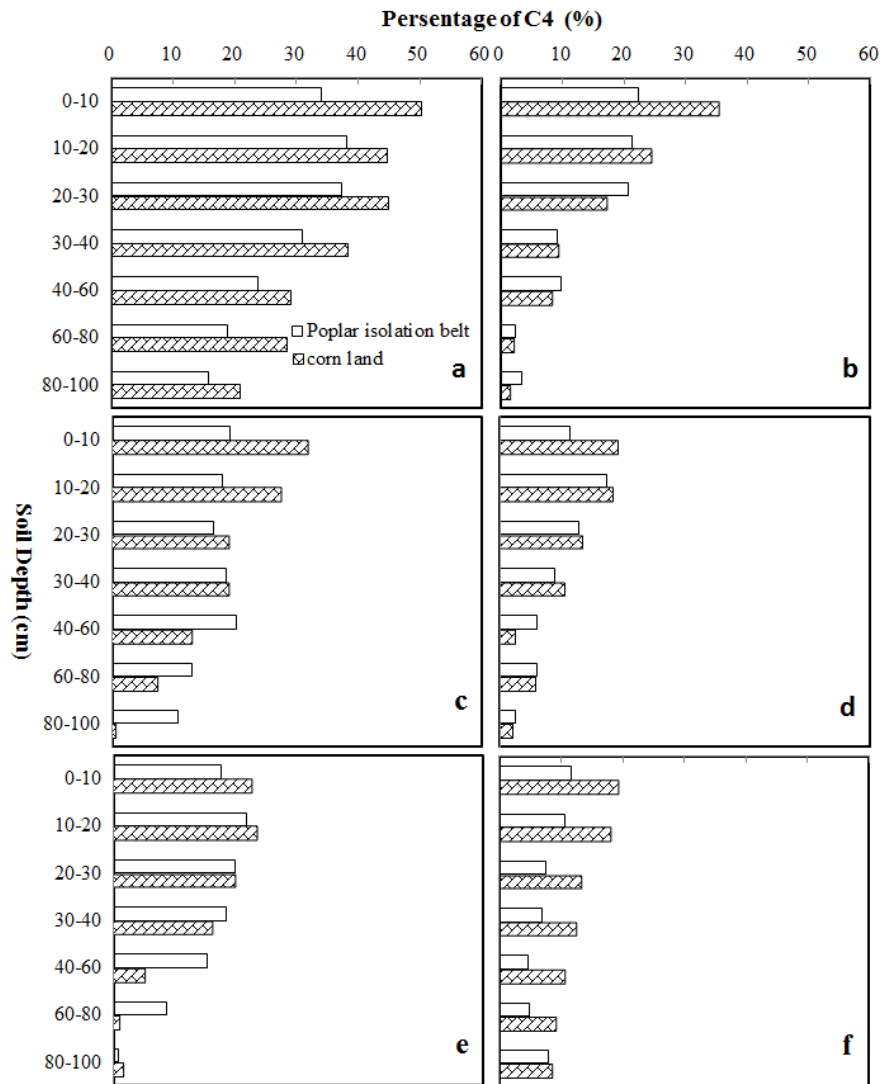 Persentage of C4 (%)
0 10 20 30 40 50 60 0 10 20 30 40 50 60
0-10
10-20
20-30
30-40
40-60
60-80
80-100
Poplar isolation belt
corn land
a
b
0-10
10-20
20-30
30-40
40-60
60-80
80-100
c
d
Soil Depth (cm)
0-10
10-20
20-30
30-40
40-60
60-80
80-100
e
f